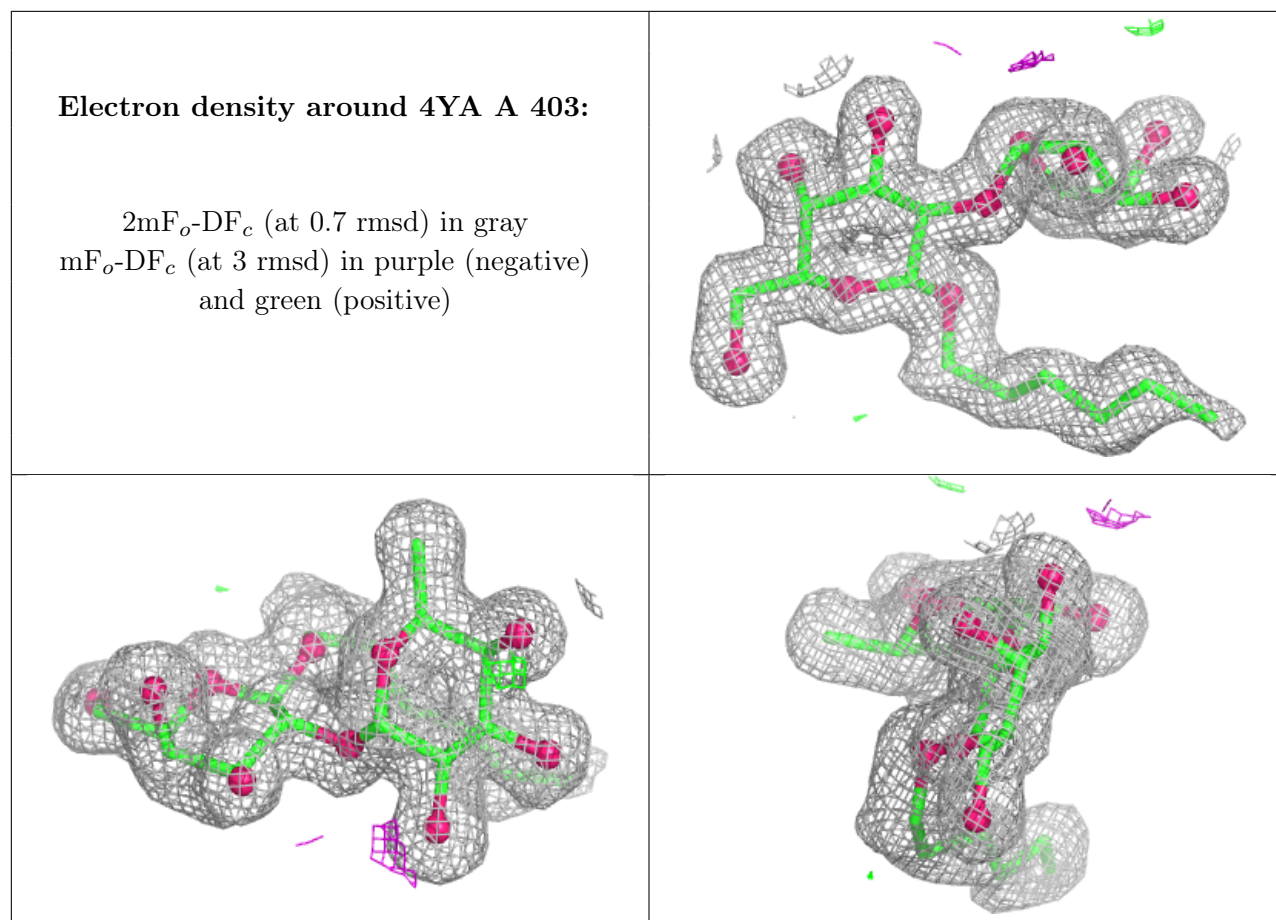 Electron density around 4YA A 403:
2mFₒ-DF𝒸 (at 0.7 rmsd) in gray
mFₒ-DF𝒸 (at 3 rmsd) in purple (negative)
and green (positive)